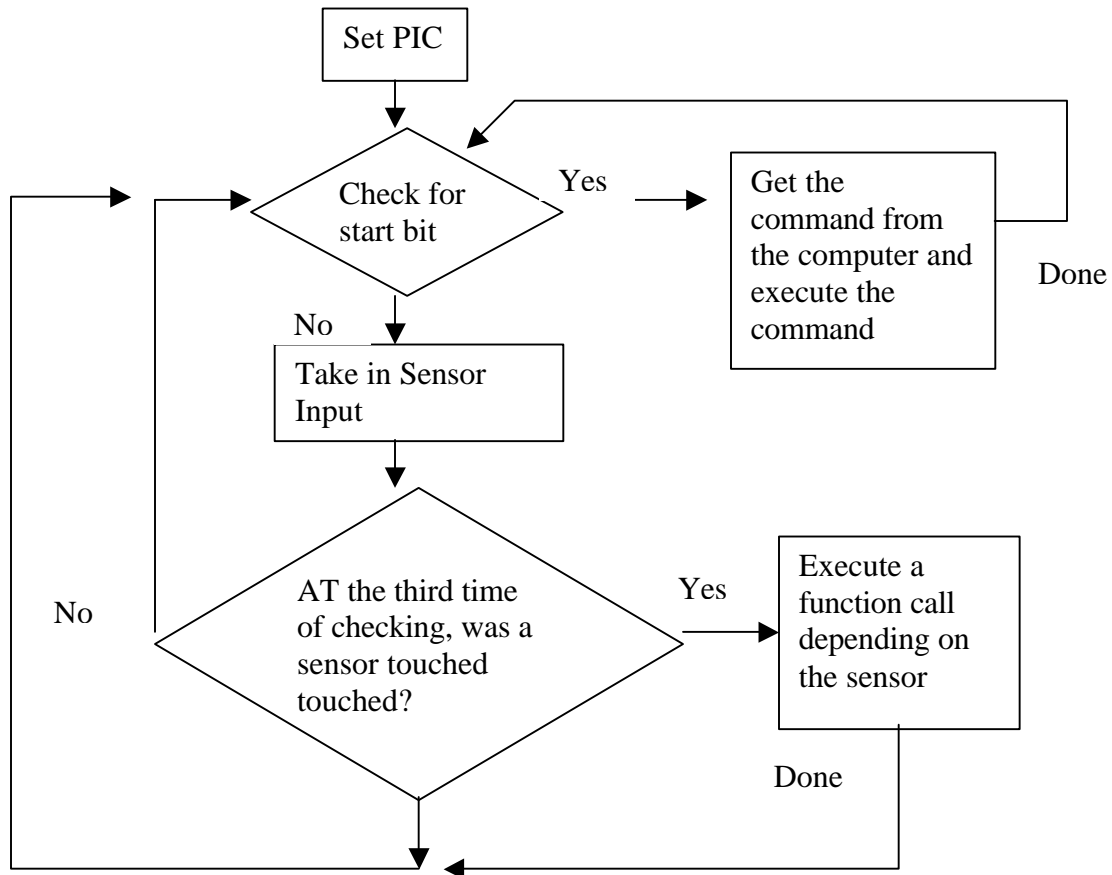 Set PIC
Check for
start bit
Yes
Get the
command from
the computer and
execute the
command
Done
No
Take in Sensor
Input
AT the third time
of checking, was a
sensor touched
touched?
No
Yes
Execute a
function call
depending on
the sensor
Done